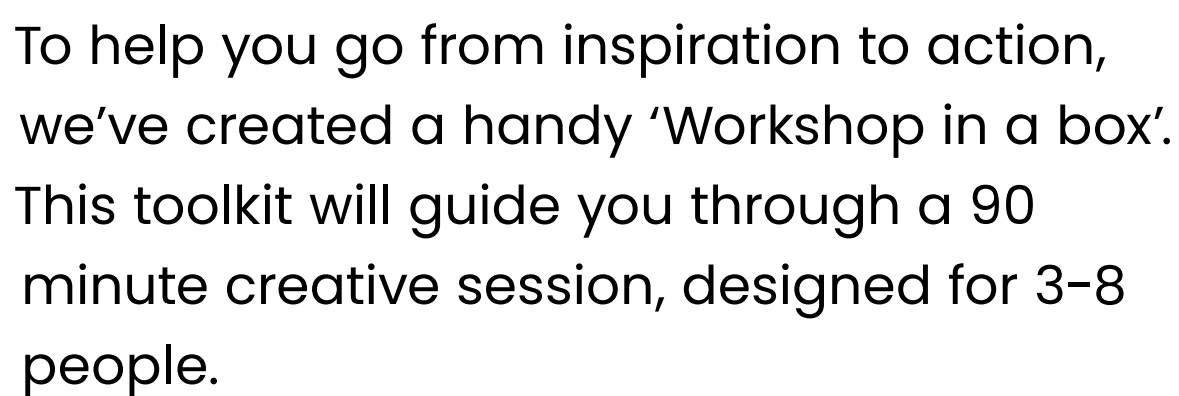 To help you go from inspiration to action,
we’ve created a handy ‘Workshop in a box’.
This toolkit will guide you through a 90
minute creative session, designed for 3-8
people.